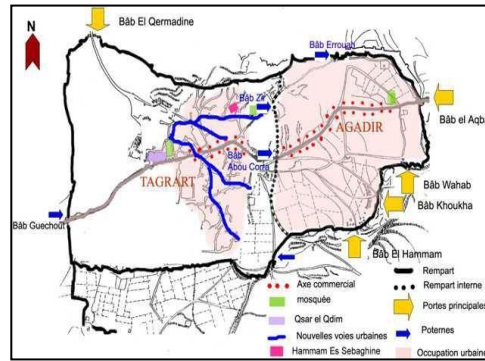 Bâb El Qermadine
Bâb Errouah
Bâb Zir
AGADIR
Bâb el Aqba
Bâb
Abou Corra
TAGRART
Bâb Wahab
Bâb Khoukha
Bâb Guechout
Bâb El Hammam
Axe commercial
mosquée
Qsar el Qdim
Nouvelles voies urbaines
Hammam Es Sebaghine
Rempart
Rempart interne
Portes principales
Poternes
Occupation urbaine